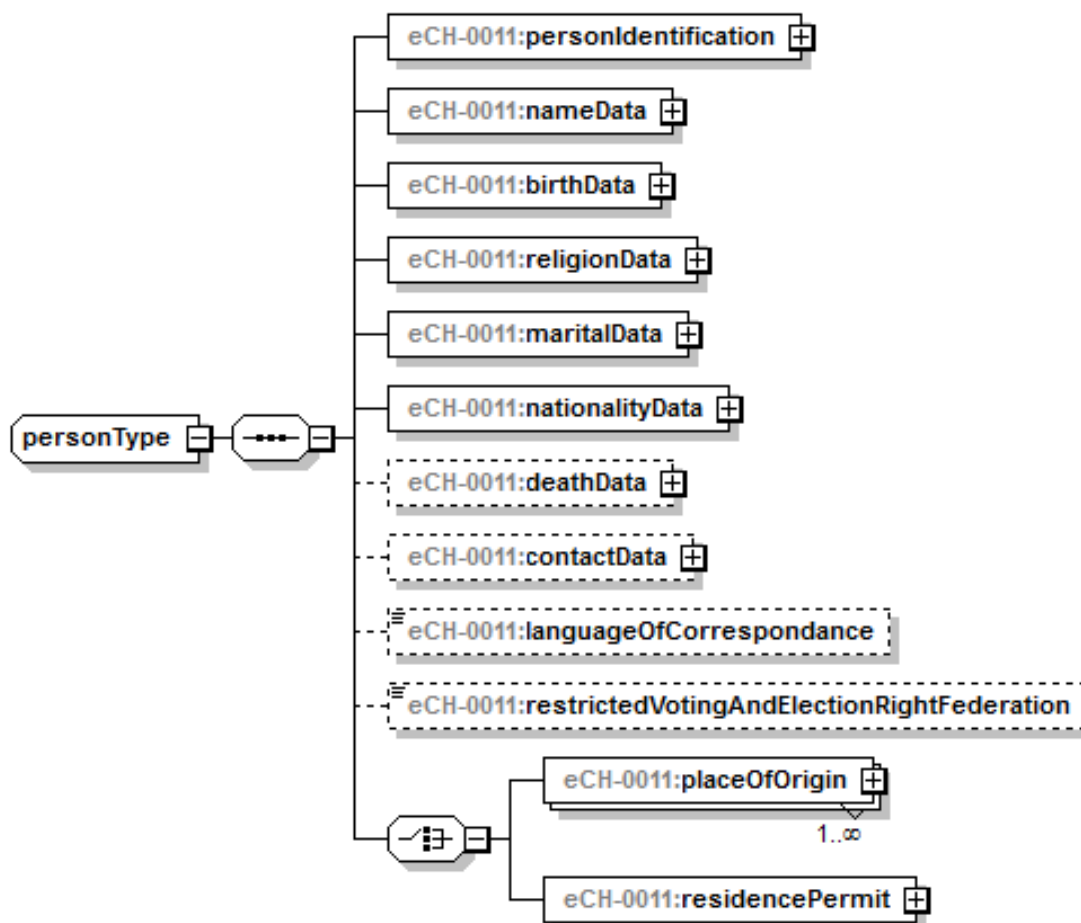 eCH-0011:personIdentification
eCH-0011:nameData
eCH-0011:birthData
eCH-0011:religionData
eCH-0011:maritalData
eCH-0011:nationalityData
personType
eCH-0011:deathData
eCH-0011:contactData
eCH-0011:languageOfCorrespondance
eCH-0011:restrictedVotingAndElectionRightFederation
eCH-0011:placeOfOrigin
1..∞
eCH-0011:residencePermit